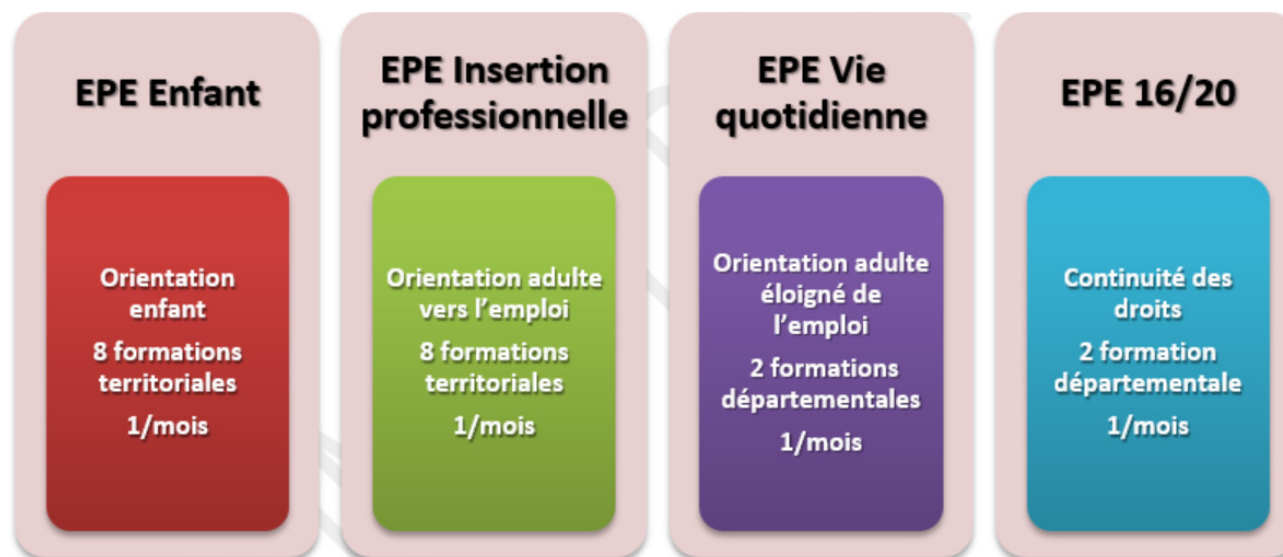 EPE Enfant
Orientation
enfant
8 formations
territoriales
1/mois
EPE Insertion
professionnelle
Orientation adulte
vers l'emploi
8 formations
territoriales
1/mois
EPE Vie
quotidienne
Orientation adulte
éloigné de
l'emploi
2 formations
départementales
1/mois
EPE 16/20
Continuité des
droits
2 formation
départementale
1/mois